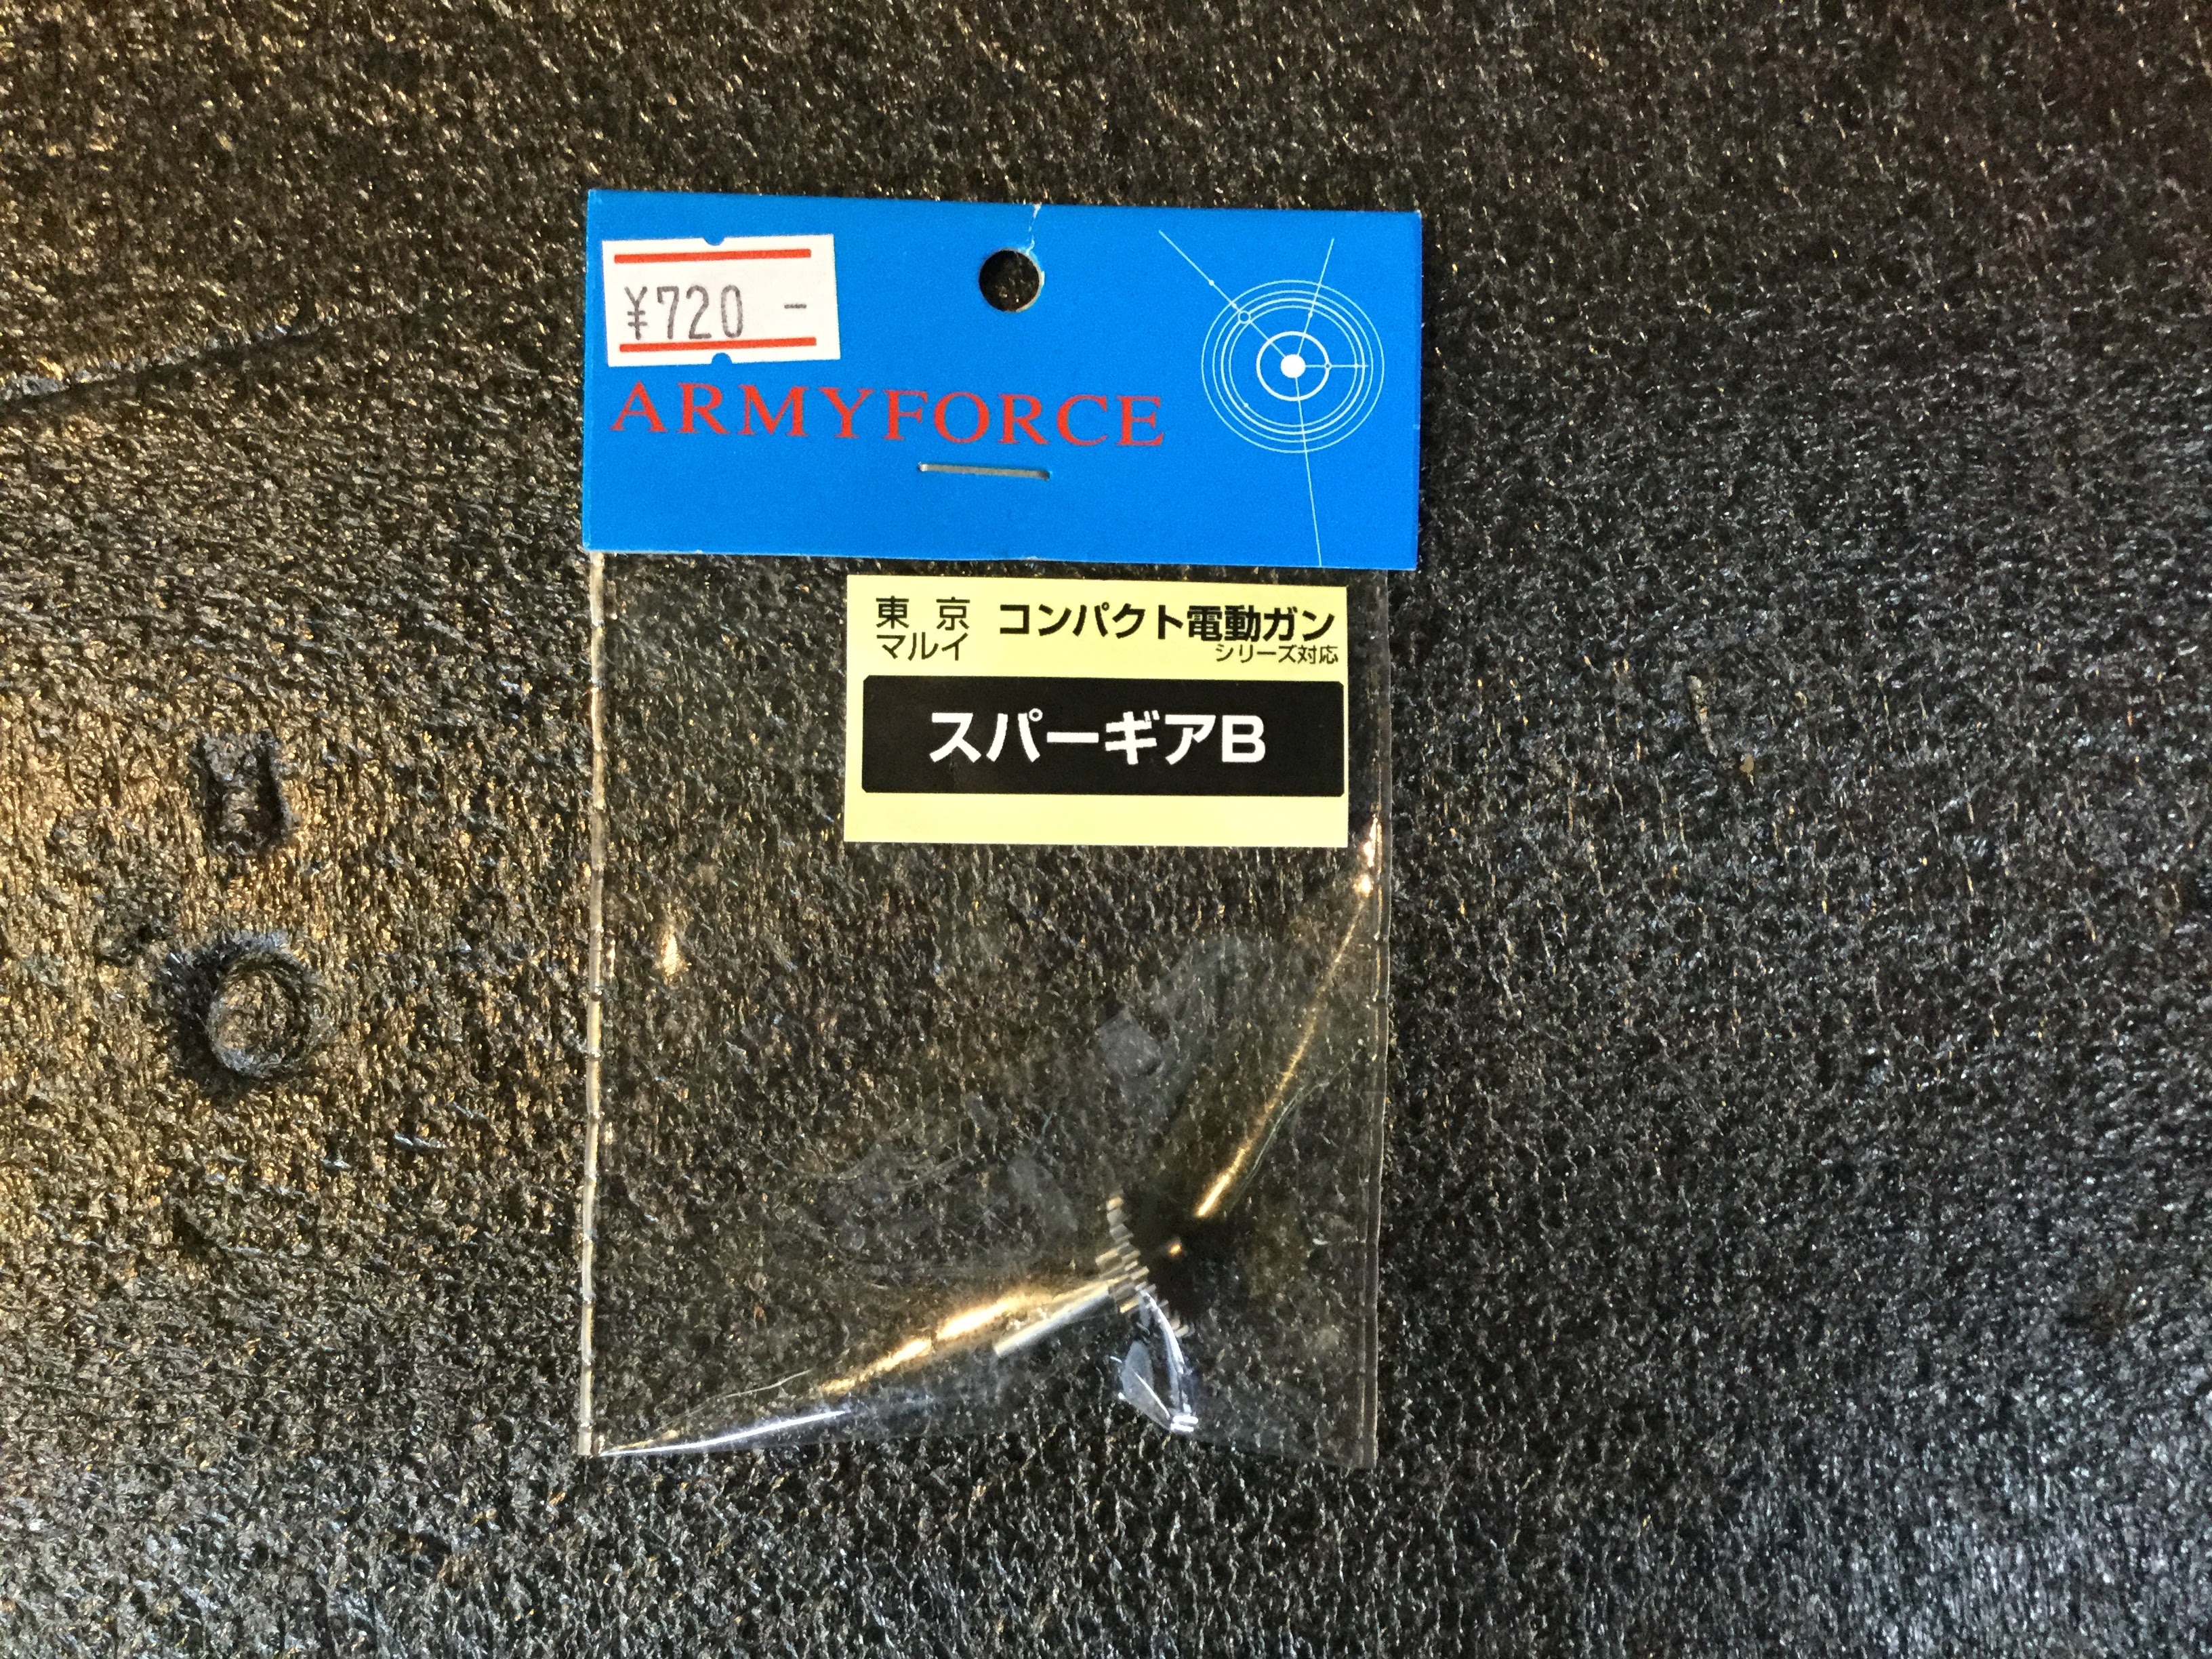 ¥720 -
ARMYFORCE
東京 コンパクト電動ガン
マルイ シリーズ対応
スパーギアB